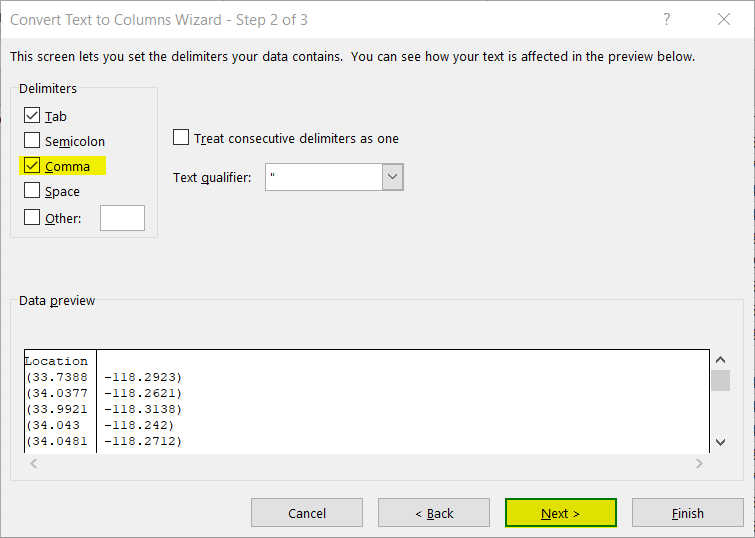 Convert Text to Columns Wizard - Step 2 of 3
?
This screen lets you set the delimiters your data contains.  You can see how your text is affected in the preview below.
Delimiters
Tab
Semicolon
Comma
Space
Other:
Treat consecutive delimiters as one
Text qualifier: "
Data preview
Location
(33.7388 -118.2923)
(34.0377 -118.2621)
(33.9921 -118.3138)
(34.043 -118.242)
(34.0481 -118.2712)
Cancel < Back Next > Finish